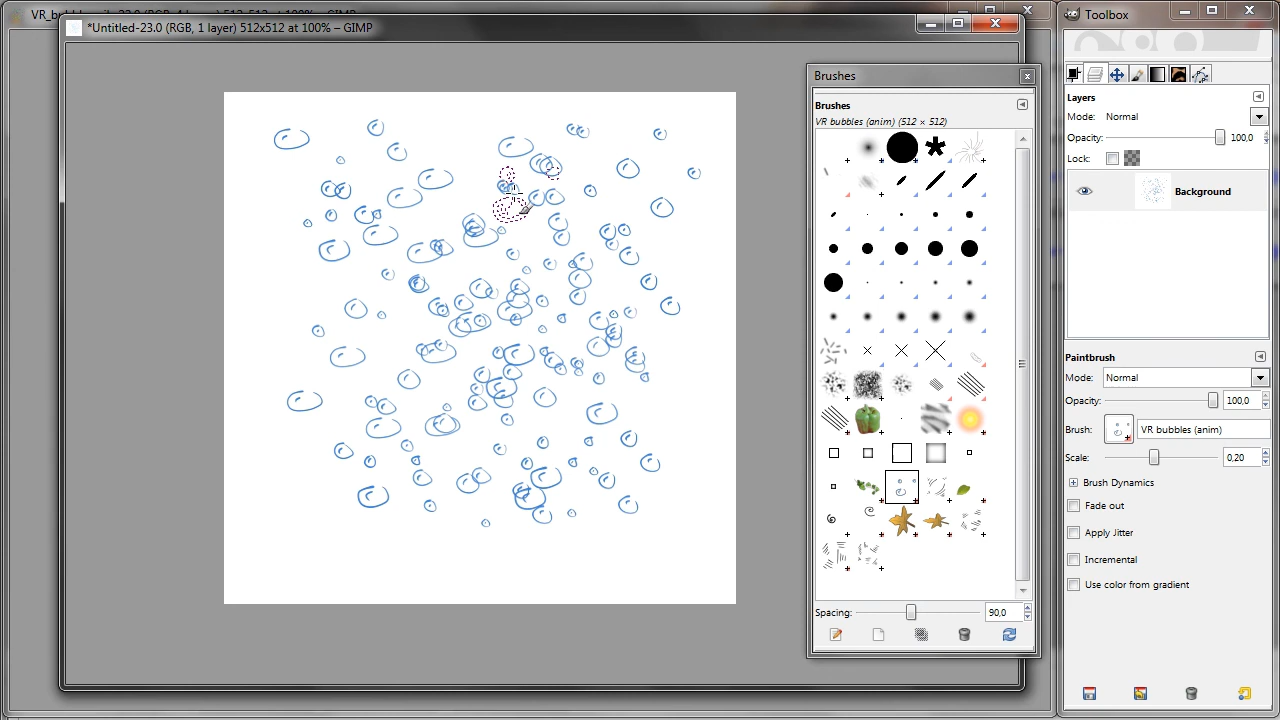 *Untitled-23.0 (RGB, 1 layer) 512x512 at 100% – GIMP
Toolbox
Brushes
Brushes
VR bubbles (anim) (512 × 512)
Spacing:
90,0
Layers
Mode:
Normal
Opacity:
100,0
Lock:
Background
Paintbrush
Mode:
Normal
Opacity:
100,0
Brush:
VR bubbles (anim)
Scale:
0,20
Brush Dynamics
Fade out
Apply Jitter
Incremental
Use color from gradient